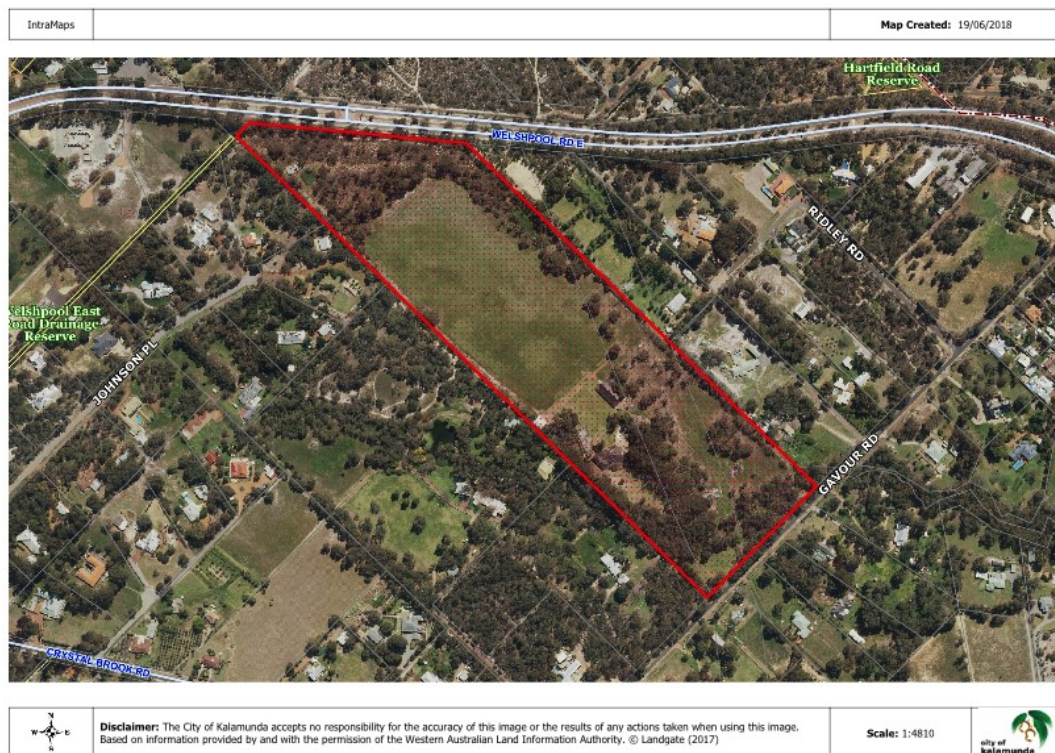 IntraMaps
Map Created: 19/06/2018
Hartfield Road
Reserve
WELSHPOOL RD E
RIDLEY RD
Welshpool East
Road Drainage
Reserve
JOHNSON PL
GAVOUR RD
CRYSTAL BROOK RD
N
W E
S
Disclaimer: The City of Kalamunda accepts no responsibility for the accuracy of this image or the results of any actions taken when using this image.
Based on information provided by and with the permission of the Western Australian Land Information Authority. © Landgate (2017)
Scale: 1:4810
city of
kalamunda